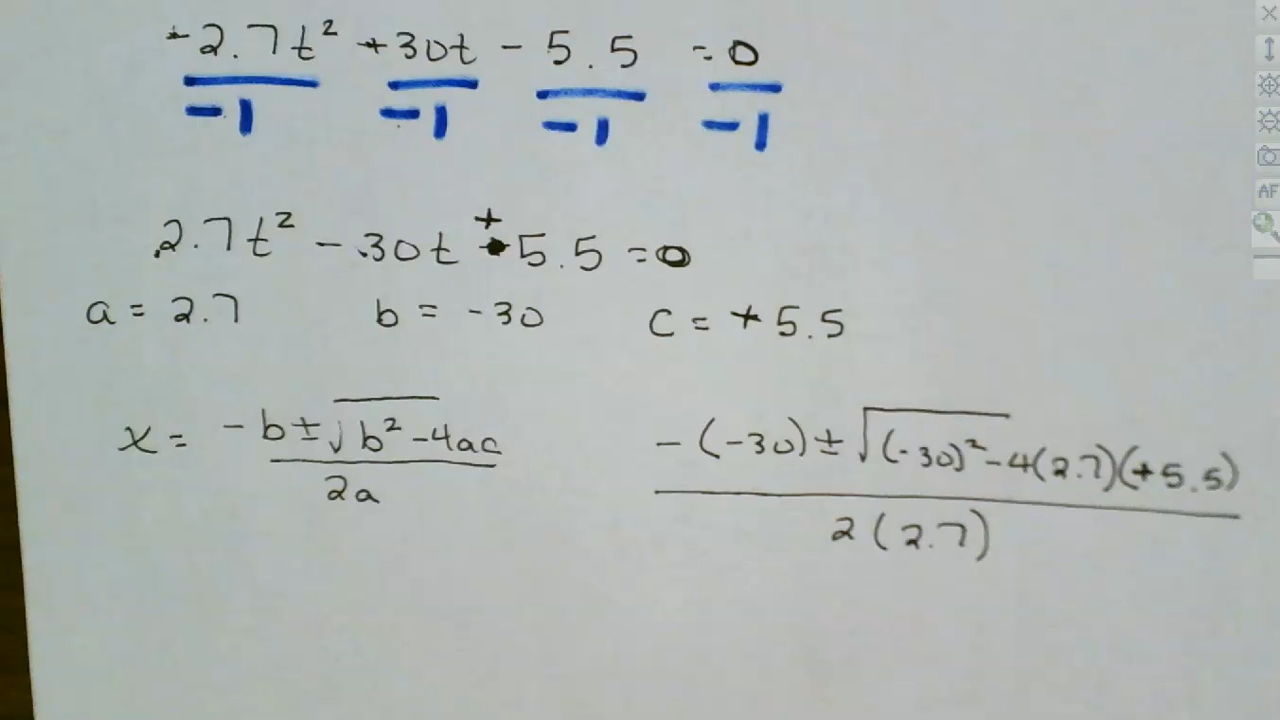 -2.7t² +30t - 5.5 = 0
-1 -1 -1 -1
2.7t² - 30t + 5.5 = 0
a = 2.7 b = -30 c = +5.5
x = -b ± √b² - 4ac / 2a
-(-30) ± √(-30)² - 4(2.7)(+5.5) / 2(2.7)
AF